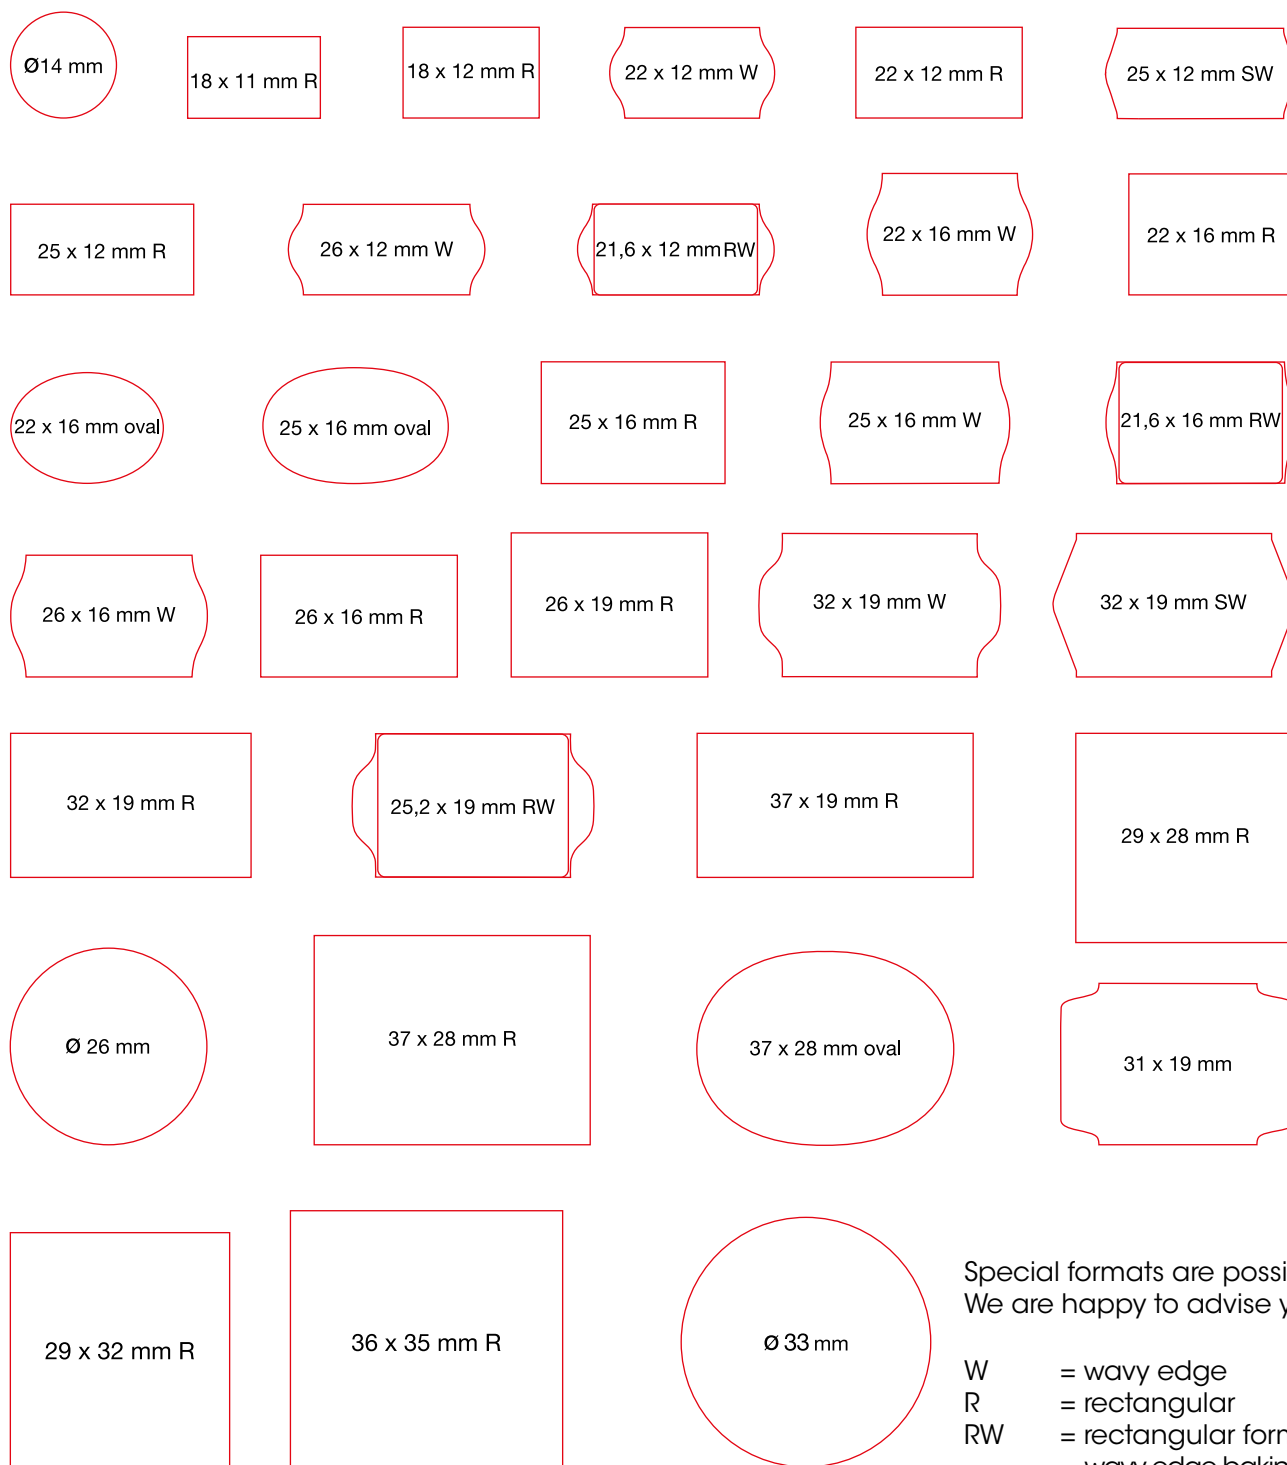 Ø14 mm
18 x 11 mm R
18 x 12 mm R
22 x 12 mm W
22 x 12 mm R
25 x 12 mm SW
25 x 12 mm R
26 x 12 mm W
21,6 x 12 mm RW
22 x 16 mm W
22 x 16 mm R
22 x 16 mm oval
25 x 16 mm oval
25 x 16 mm R
25 x 16 mm W
21,6 x 16 mm RW
26 x 16 mm W
26 x 16 mm R
26 x 19 mm R
32 x 19 mm W
32 x 19 mm SW
32 x 19 mm R
25,2 x 19 mm RW
37 x 19 mm R
29 x 28 mm R
Ø 26 mm
37 x 28 mm R
37 x 28 mm oval
31 x 19 mm
29 x 32 mm R
36 x 35 mm R
Ø 33 mm
Special formats are
We are happy to advise
W = wavy edge
R = rectangular
RW = rectangular
wavy edge